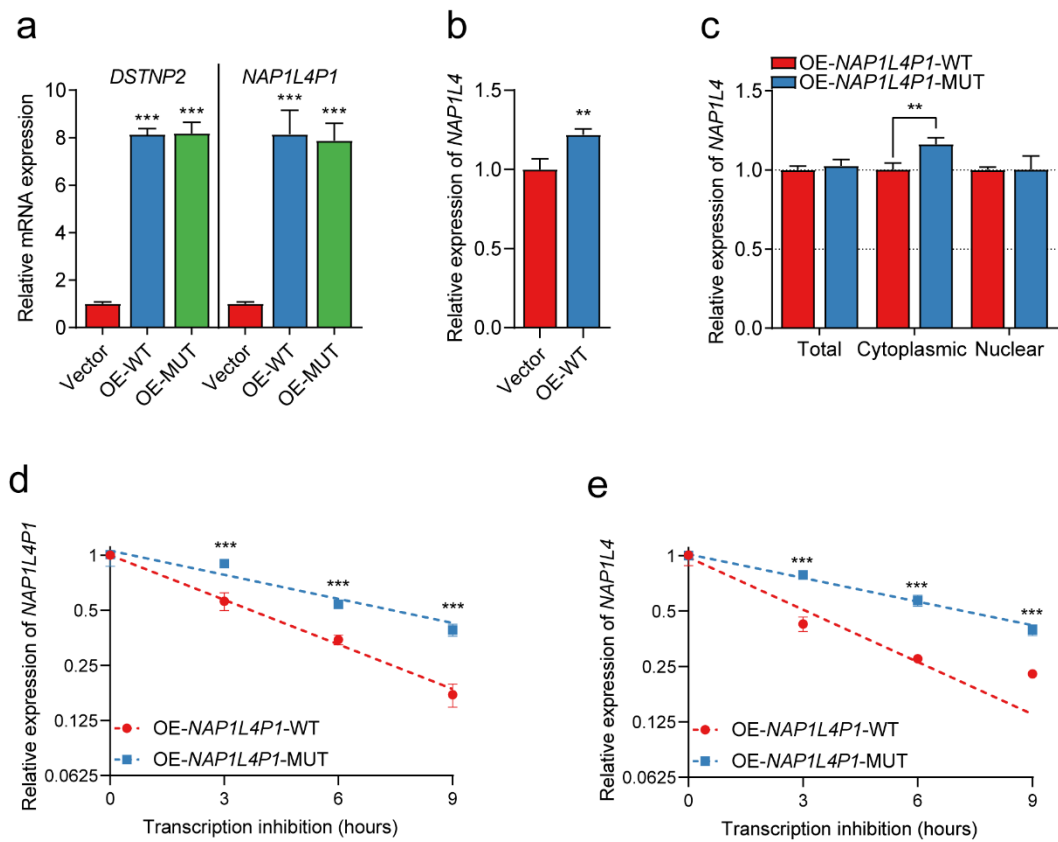 a
DSTNP2
NAP1L4P1
Relative mRNA expression
10
8
6
4
2
0
***
***
***
***
Vector
OE-WT
OE-MUT
Vector
OE-WT
OE-MUT
b
Relative expression of NAP1L4
1.5
1.0
0.5
0.0
**
Vector
OE-WT
c
OE-NAP1L4P1-WT
OE-NAP1L4P1-MUT
Relative expression of NAP1L4
1.5
1.0
0.5
0.0
**
Total
Cytoplasmic
Nuclear
d
Relative expression of NAP1L4P1
1
0.5
0.25
0.125
0.0625
***
***
***
OE-NAP1L4P1-WT
OE-NAP1L4P1-MUT
0
3
6
9
Transcription inhibition (hours)
e
Relative expression of NAP1L4
1
0.5
0.25
0.125
0.0625
***
***
***
OE-NAP1L4P1-WT
OE-NAP1L4P1-MUT
0
3
6
9
Transcription inhibition (hours)